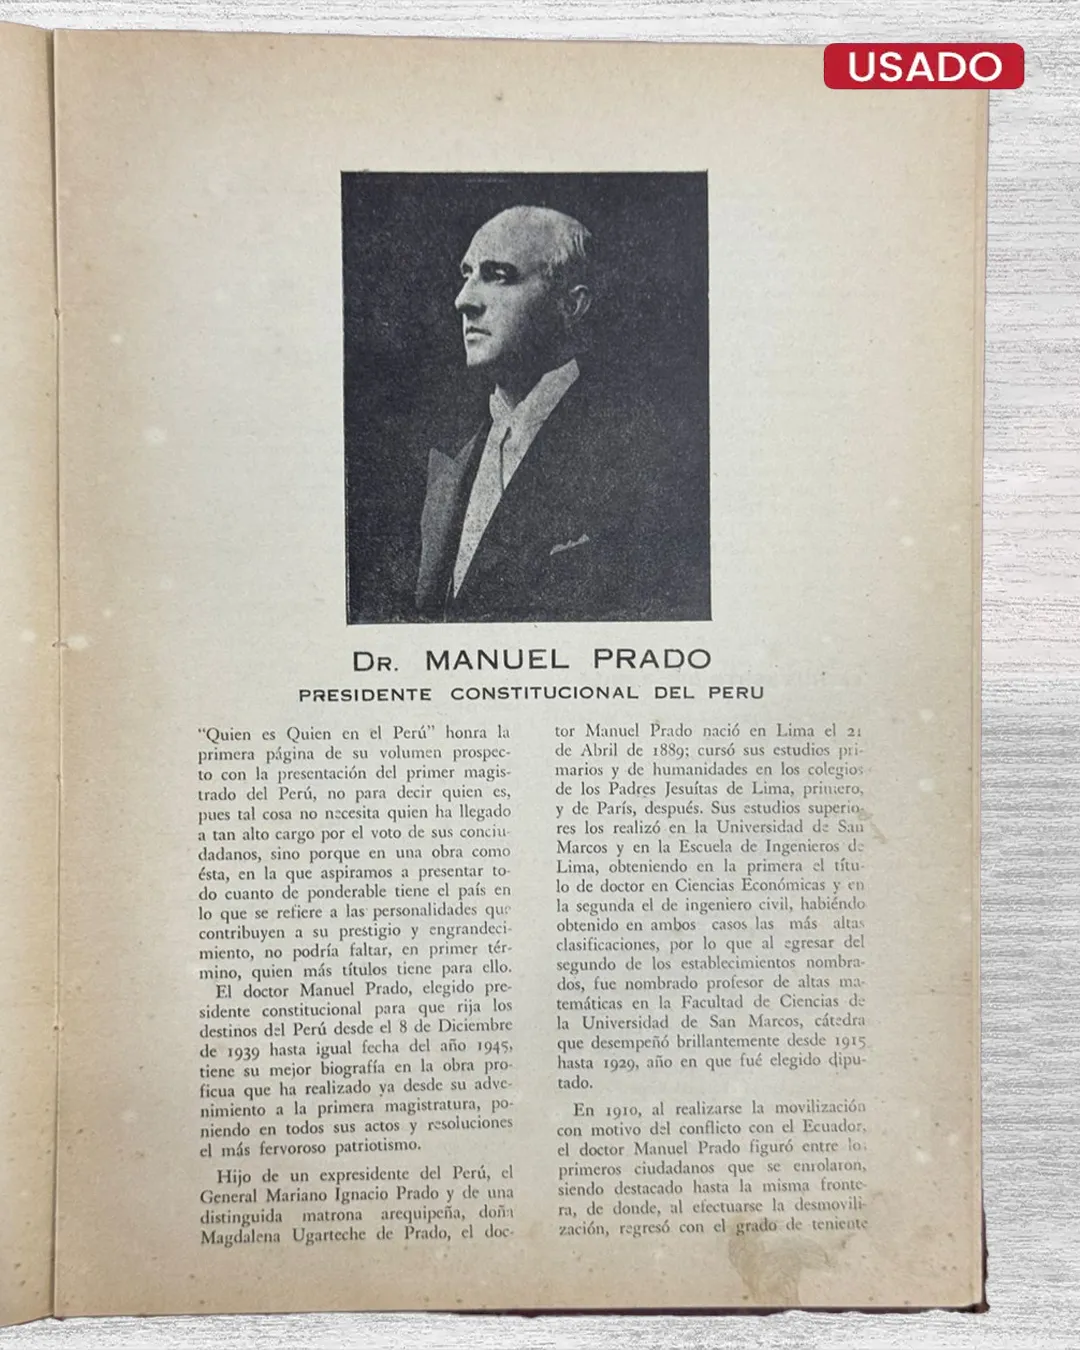 USADO
DR. MANUEL PRADO
PRESIDENTE CONSTITUCIONAL DEL PERU
"Quien es Quien en el Perú" honra la
primera página de su volumen prospec-
to con la presentación del primer magis-
trado del Perú, no para decir quien es,
pues tal cosa no necesita quien ha llegado
a tan alto cargo por el voto de sus conciu-
dadanos, sino porque en una obra como
ésta, en la que aspiramos a presentar to-
do cuanto de ponderable tiene el país en
lo que se refiere a las personalidades que
contribuyen a su prestigio y engrandeci-
miento, no podría faltar, en primer tér-
mino, quien más títulos tiene para ello.
El doctor Manuel Prado, elegido pre-
sidente constitucional para que rija los
destinos del Perú desde el 8 de Diciembre
de 1939 hasta igual fecha del año 1945,
tiene su mejor biografía en la obra pro-
ficua que ha realizado ya desde su adve-
nimiento a la primera magistratura, po-
niendo en todos sus actos y resoluciones
el más fervoroso patriotismo.
Hijo de un expresidente del Perú, el
General Mariano Ignacio Prado y de una
distinguida matrona arequipeña, doña
Magdalena Ugarteche de Prado, el doc-
tor Manuel Prado nació en Lima el 21
de Abril de 1889; cursó sus estudios pri-
marios y de humanidades en los colegios
de los Padres Jesuítas de Lima, primero,
y de París, después. Sus estudios superio-
res los realizó en la Universidad de San
Marcos y en la Escuela de Ingenieros de
Lima, obteniendo en la primera el títu-
lo de doctor en Ciencias Económicas y en
la segunda el de ingeniero civil, habiéndo
obtenido en ambos casos las más altas
clasificaciones, por lo que al egresar del
segundo de los establecimientos nombra-
dos, fue nombrado profesor de altas ma-
temáticas en la Facultad de Ciencias de
la Universidad de San Marcos, cátedra
que desempeñó brillantemente desde 1915
hasta 1929, año en que fué elegido dipu-
tado.
En 1910, al realizarse la movilización
con motivo del conflicto con el Ecuador,
el doctor Manuel Prado figuró entre los
primeros ciudadanos que se enrolaron,
siendo destacado hasta la misma fronte-
ra, de donde, al efectuarse la desmovili-
zación, regresó con el grado de teniente